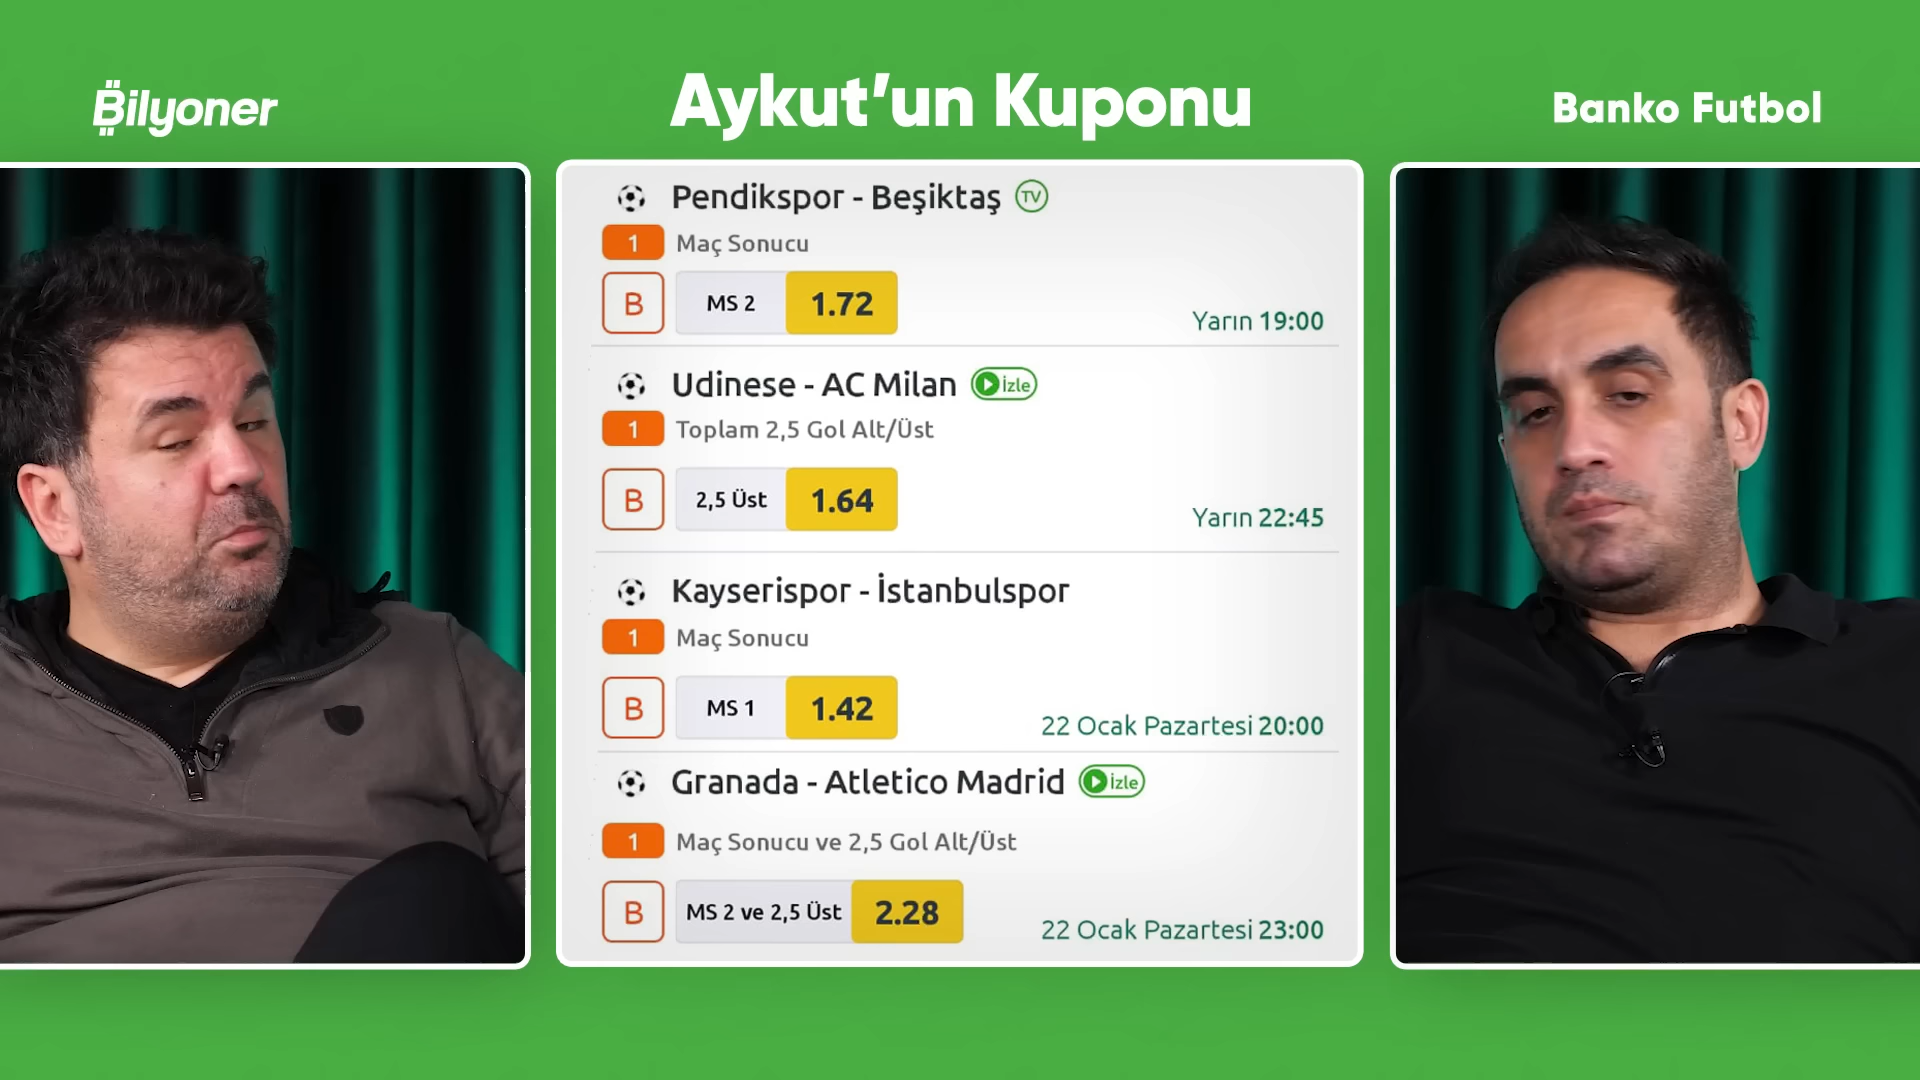 Bilyoner
Aykut'un Kuponu
Banko Futbol
Pendikspor - Beşiktaş TV
1 Maç Sonucu
B MS 2 1.72
Yarın 19:00
Udinese - AC Milan İzle
1 Toplam 2,5 Gol Alt/Üst
B 2,5 Üst 1.64
Yarın 22:45
Kayserispor - İstanbulspor
1 Maç Sonucu
B MS 1 1.42
22 Ocak Pazartesi 20:00
Granada - Atletico Madrid İzle
1 Maç Sonucu ve 2,5 Gol Alt/Üst
B MS 2 ve 2,5 Üst 2.28
22 Ocak Pazartesi 23:00